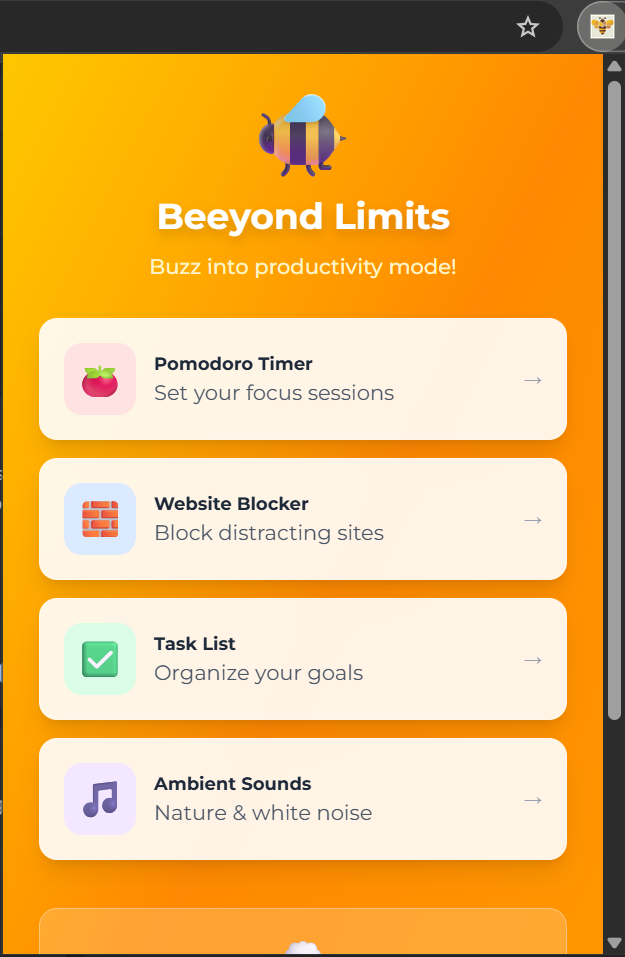 Beeyond Limits
Buzz into productivity mode!
Pomodoro Timer
Set your focus sessions
→
Website Blocker
Block distracting sites
→
Task List
Organize your goals
→
Ambient Sounds
Nature & white noise
→